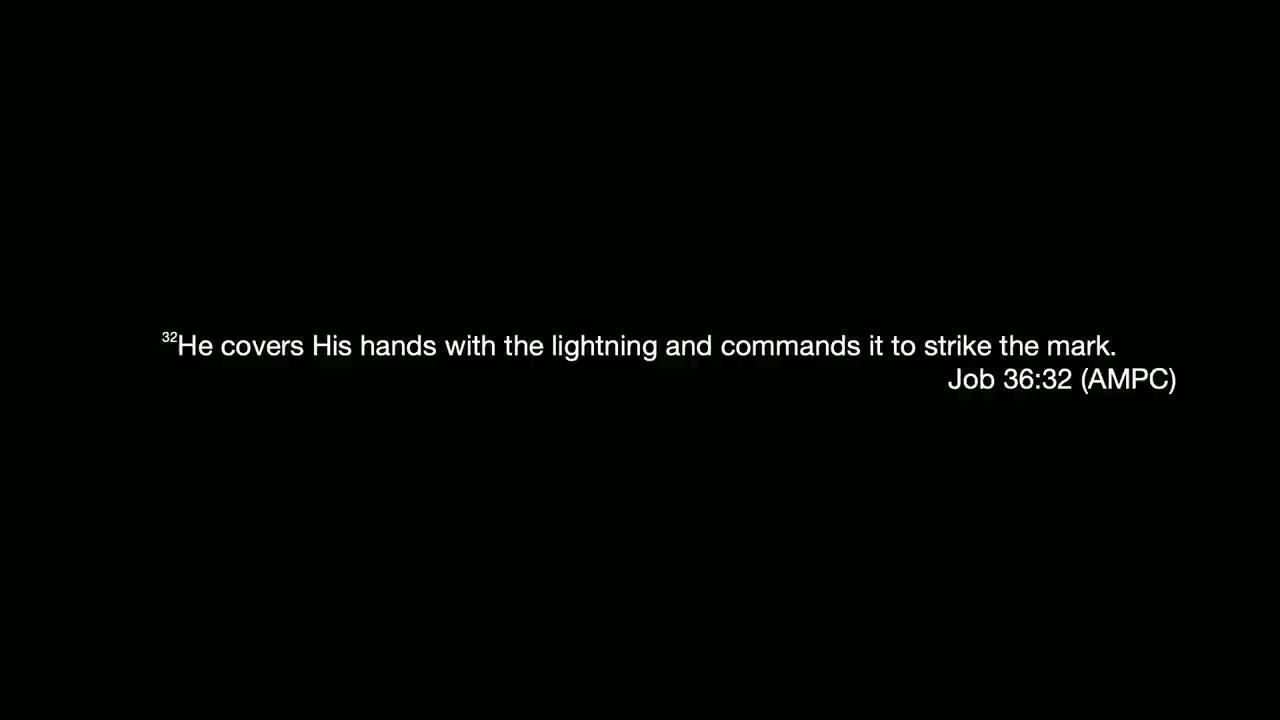 32He covers His hands with the lightning and commands it to strike the mark.
Job 36:32 (AMPC)